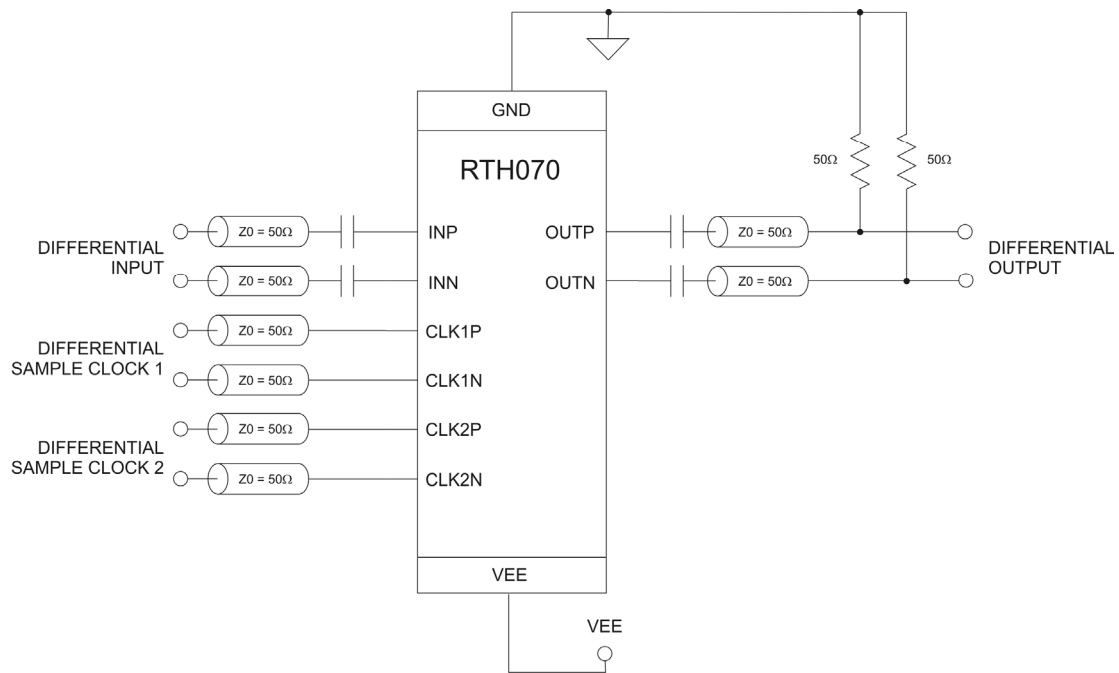 GND
RTH070
50Ω
50Ω
DIFFERENTIAL
INPUT
Z0 = 50Ω
INP
OUTP
Z0 = 50Ω
DIFFERENTIAL
OUTPUT
Z0 = 50Ω
INN
OUTN
Z0 = 50Ω
DIFFERENTIAL
SAMPLE CLOCK 1
Z0 = 50Ω
CLK1P
Z0 = 50Ω
CLK1N
DIFFERENTIAL
SAMPLE CLOCK 2
Z0 = 50Ω
CLK2P
Z0 = 50Ω
CLK2N
VEE
VEE